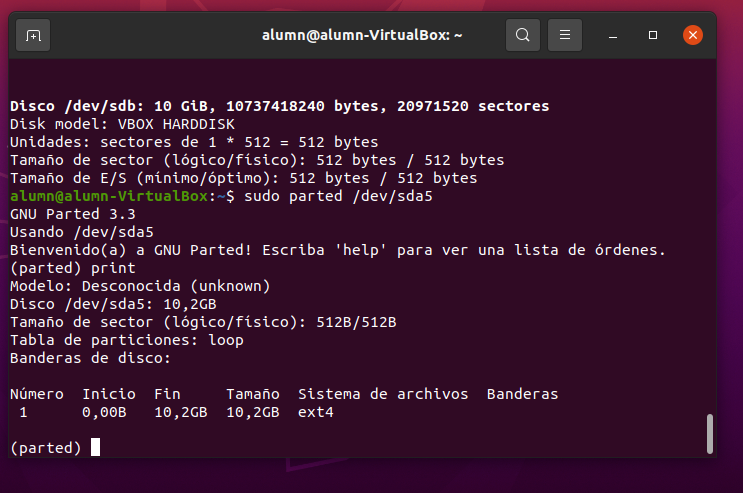 alumn@alumn-VirtualBox: ~
Disco /dev/sdb: 10 GiB, 10737418240 bytes, 20971520 sectores
Disk model: VBOX HARDDISK
Unidades: sectores de 1 * 512 = 512 bytes
Tamaño de sector (lógico/físico): 512 bytes / 512 bytes
Tamaño de E/S (mínimo/óptimo): 512 bytes / 512 bytes
alumn@alumn-VirtualBox:~$ sudo parted /dev/sda5
GNU Parted 3.3
Usando /dev/sda5
Bienvenido(a) a GNU Parted! Escriba 'help' para ver una lista de órdenes.
(parted) print
Modelo: Desconocida (unknown)
Disco /dev/sda5: 10,2GB
Tamaño de sector (lógico/físico): 512B/512B
Tabla de particiones: loop
Banderas de disco:
Número  Inicio  Fin     Tamaño  Sistema de archivos  Banderas
 1      0,00B   10,2GB  10,2GB  ext4
(parted)